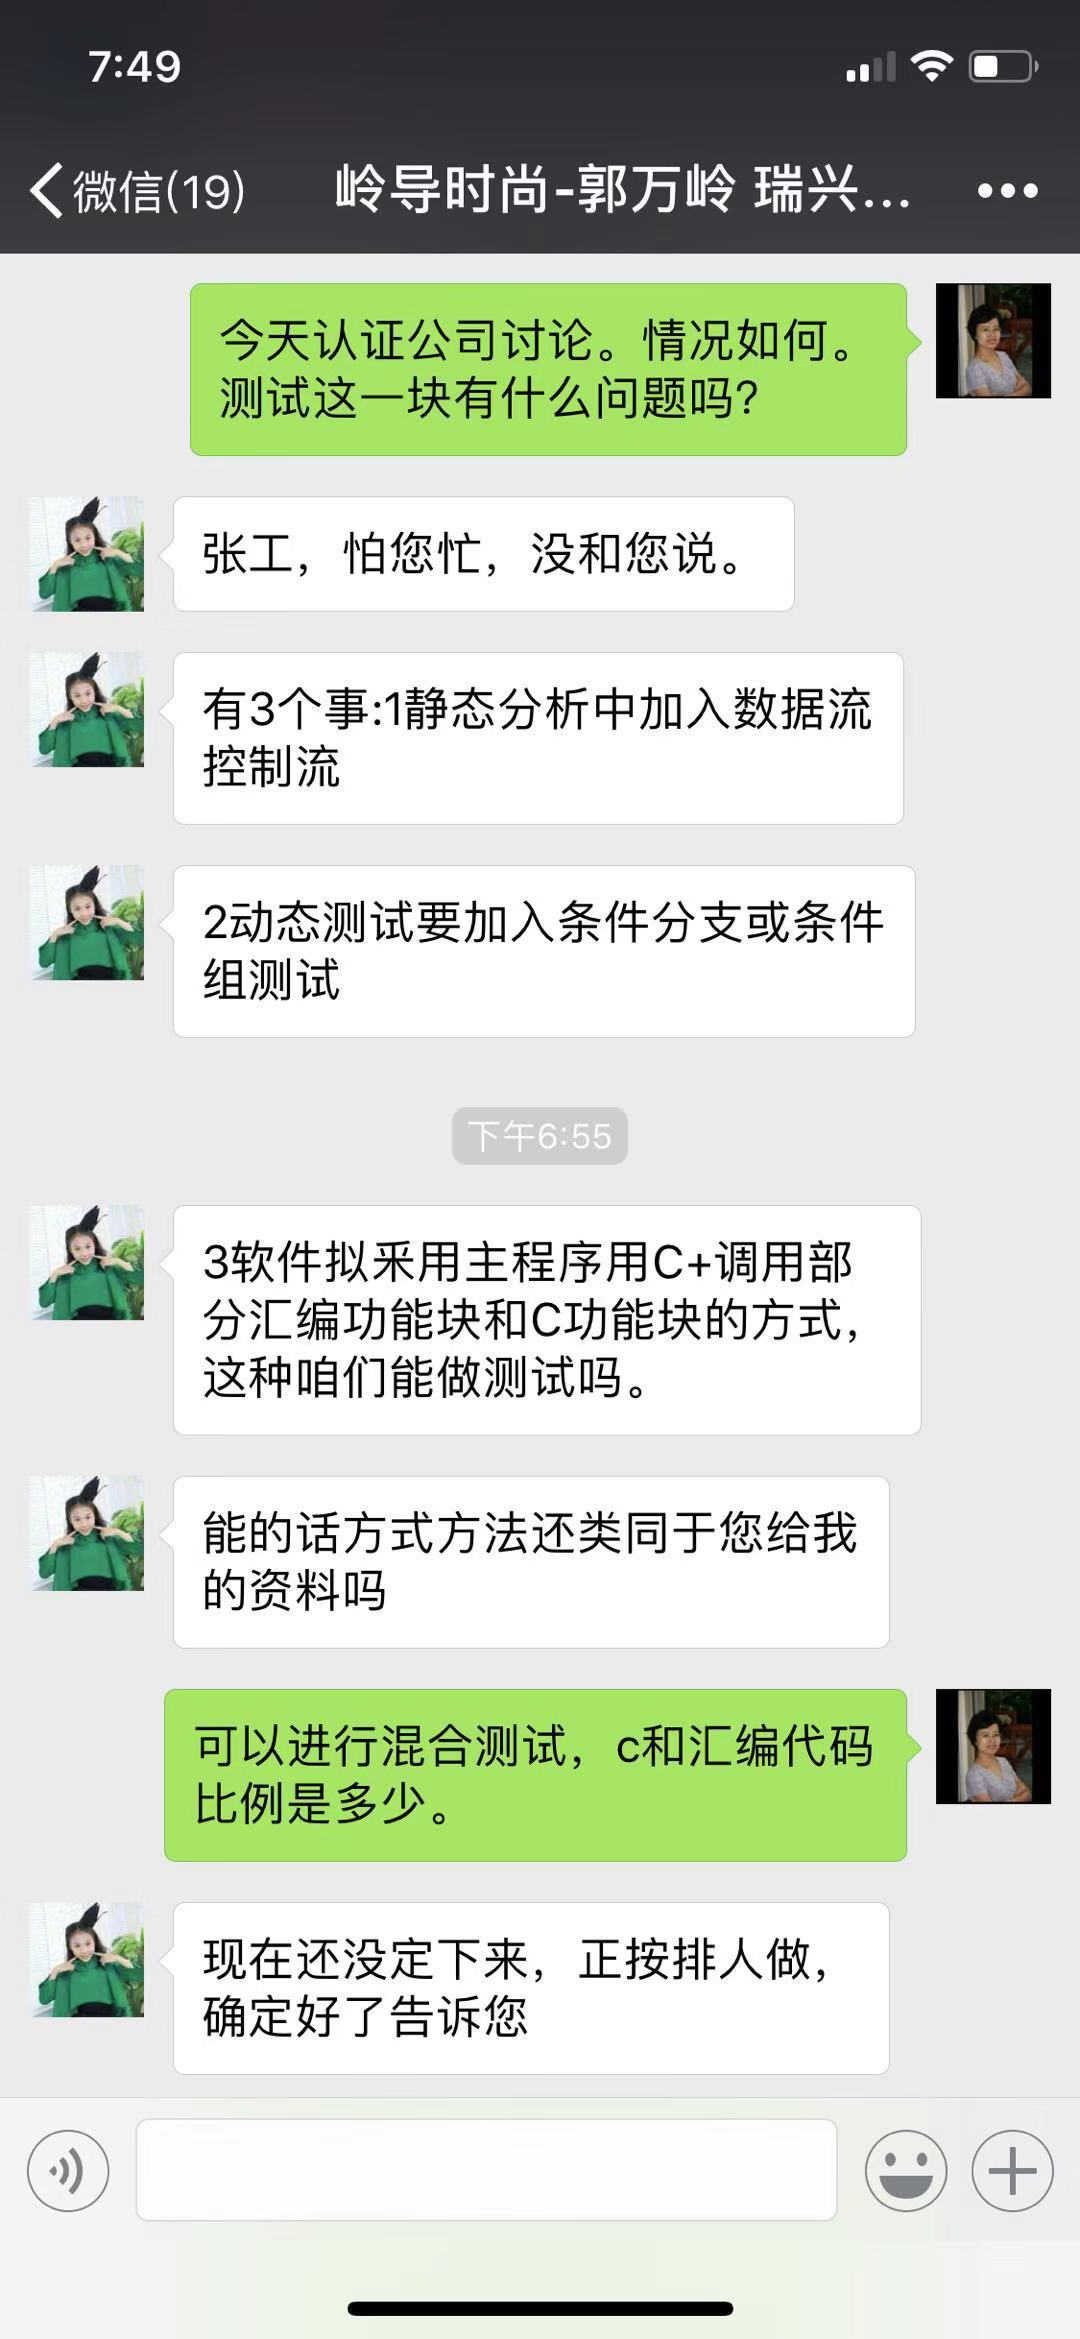 7:49
微信(19)
岭导时尚-郭万岭 瑞兴...
今天认证公司讨论。情况如何。
测试这一块有什么问题吗?
张工，怕您忙，没和您说。
有3个事:1静态分析中加入数据流
控制流
2动态测试要加入条件分支或条件
组测试
下午6:55
3软件拟釆用主程序用C+调用部
分汇编功能块和C功能块的方式，
这种咱们能做测试吗。
能的话方式方法还类同于您给我
的资料吗
可以进行混合测试，c和汇编代码
比例是多少。
现在还没定下来，正按排人做，
确定好了告诉您